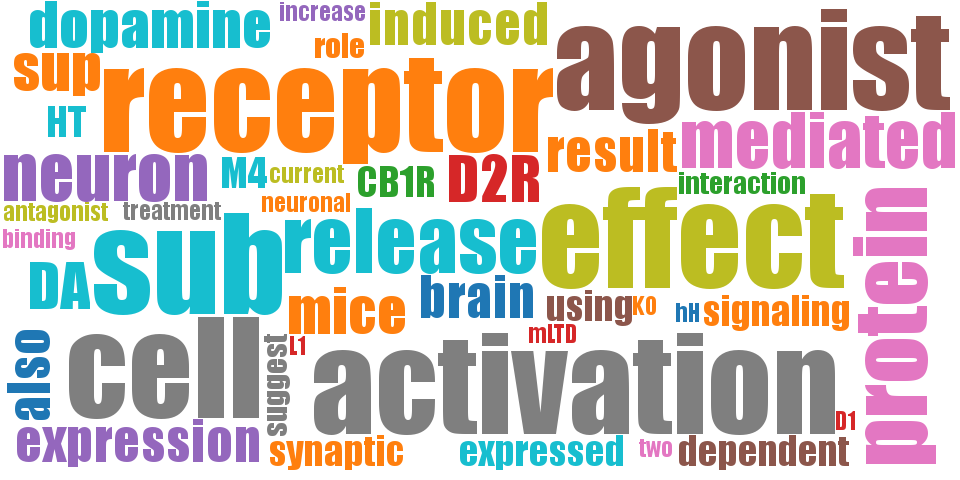 dopamine
increase
induced
agonist
role
sup
receptor
HT
result
mediated
neuron
M4
current
CB1R
D2R
interaction
antagonist
treatment
neuronal
effect
protein
binding
sub
release
DA
mice
brain
using
KO
hH
signaling
also
cell
suggest
L1
activation
mLTD
D1
expression
synaptic
expressed
two
dependent